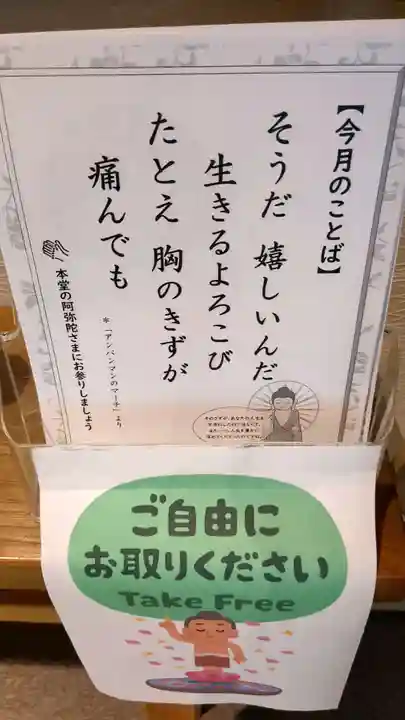 【今月のことば】
そうだ 嬉しいんだ
生きるよろこび
たとえ 胸のきずが
痛んでも
＊「アンパンマンのマーチ」より
本堂の阿弥陀さまにお参りしましょう
ご自由に
お取りください
Take Free